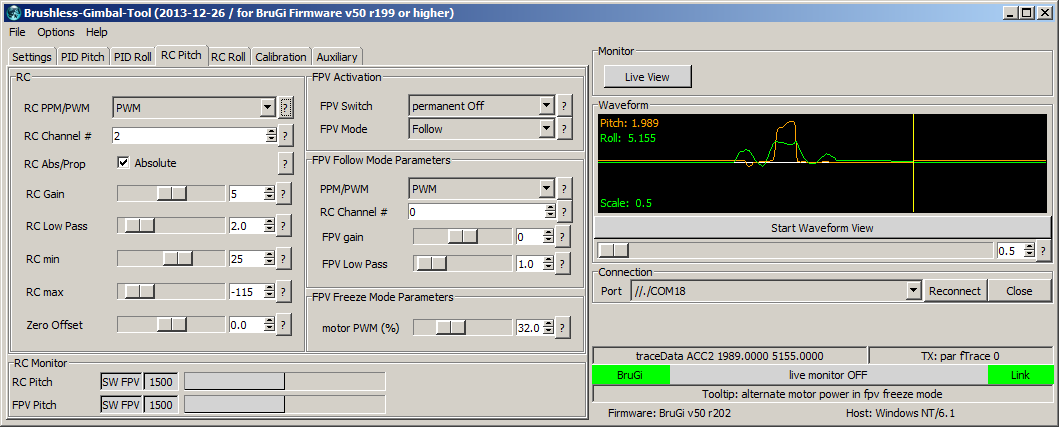 Brushless-Gimbal-Tool (2013-12-26 / for BruGi Firmware v50 r199 or higher)
File Options Help
Settings PID Pitch PID Roll RC Pitch RC Roll Calibration Auxiliary
RC
RC PPM/PWM PWM ?
RC Channel # 2 ?
RC Abs/Prop Absolute ?
RC Gain 5 ?
RC Low Pass 2.0 ?
RC min 25 ?
RC max -115 ?
Zero Offset 0.0 ?
FPV Activation
FPV Switch permanent Off ?
FPV Mode Follow ?
FPV Follow Mode Parameters
PPM/PWM PWM ?
RC Channel # 0 ?
FPV gain 0 ?
FPV Low Pass 1.0 ?
FPV Freeze Mode Parameters
motor PWM (%) 32.0 ?
RC Monitor
RC Pitch SW FPV 1500
FPV Pitch SW FPV 1500
Monitor
Live View
Waveform
Pitch: 1.989
Roll: 5.155
Scale: 0.5
Start Waveform View
0.5 ?
Connection
Port //./COM18 Reconnect Close
traceData ACC2 1989.0000 5155.0000 TX: par fTrace 0
BruGi live monitor OFF Link
Tooltip: alternate motor power in fpv freeze mode
Firmware: BruGi v50 r202 Host: Windows NT/6.1